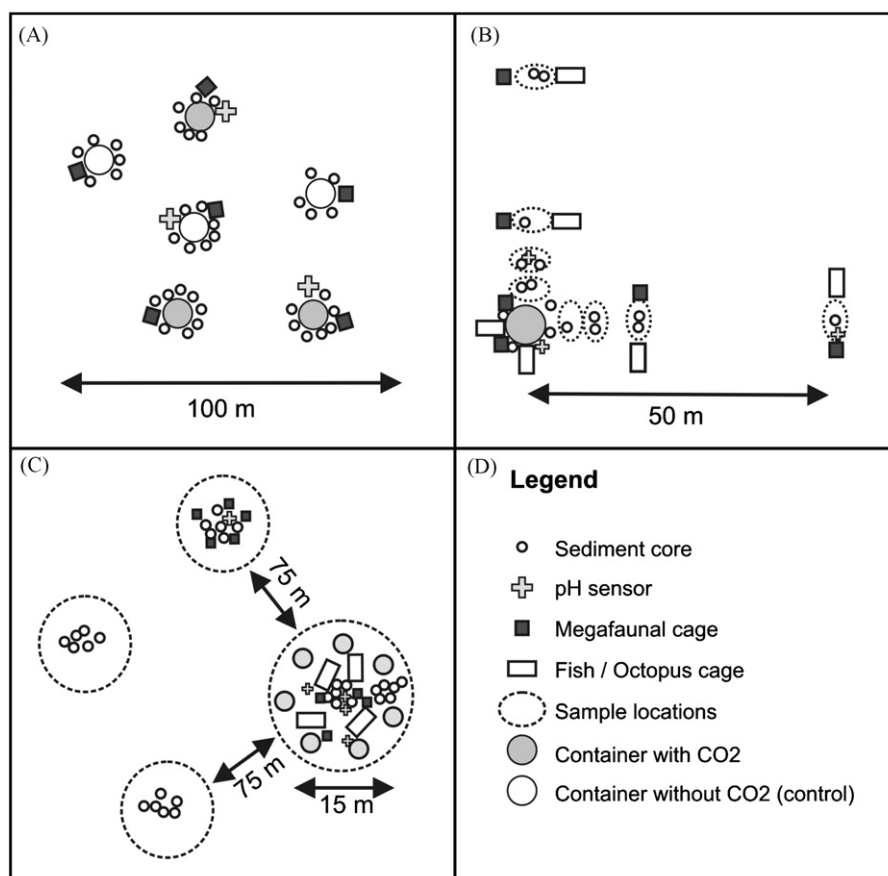 (A)
100 m
(B)
50 m
(C)
75 m
75 m
15 m
(D)
Legend
Sediment core
pH sensor
Megafaunal cage
Fish / Octopus cage
Sample locations
Container with CO2
Container without CO2 (control)